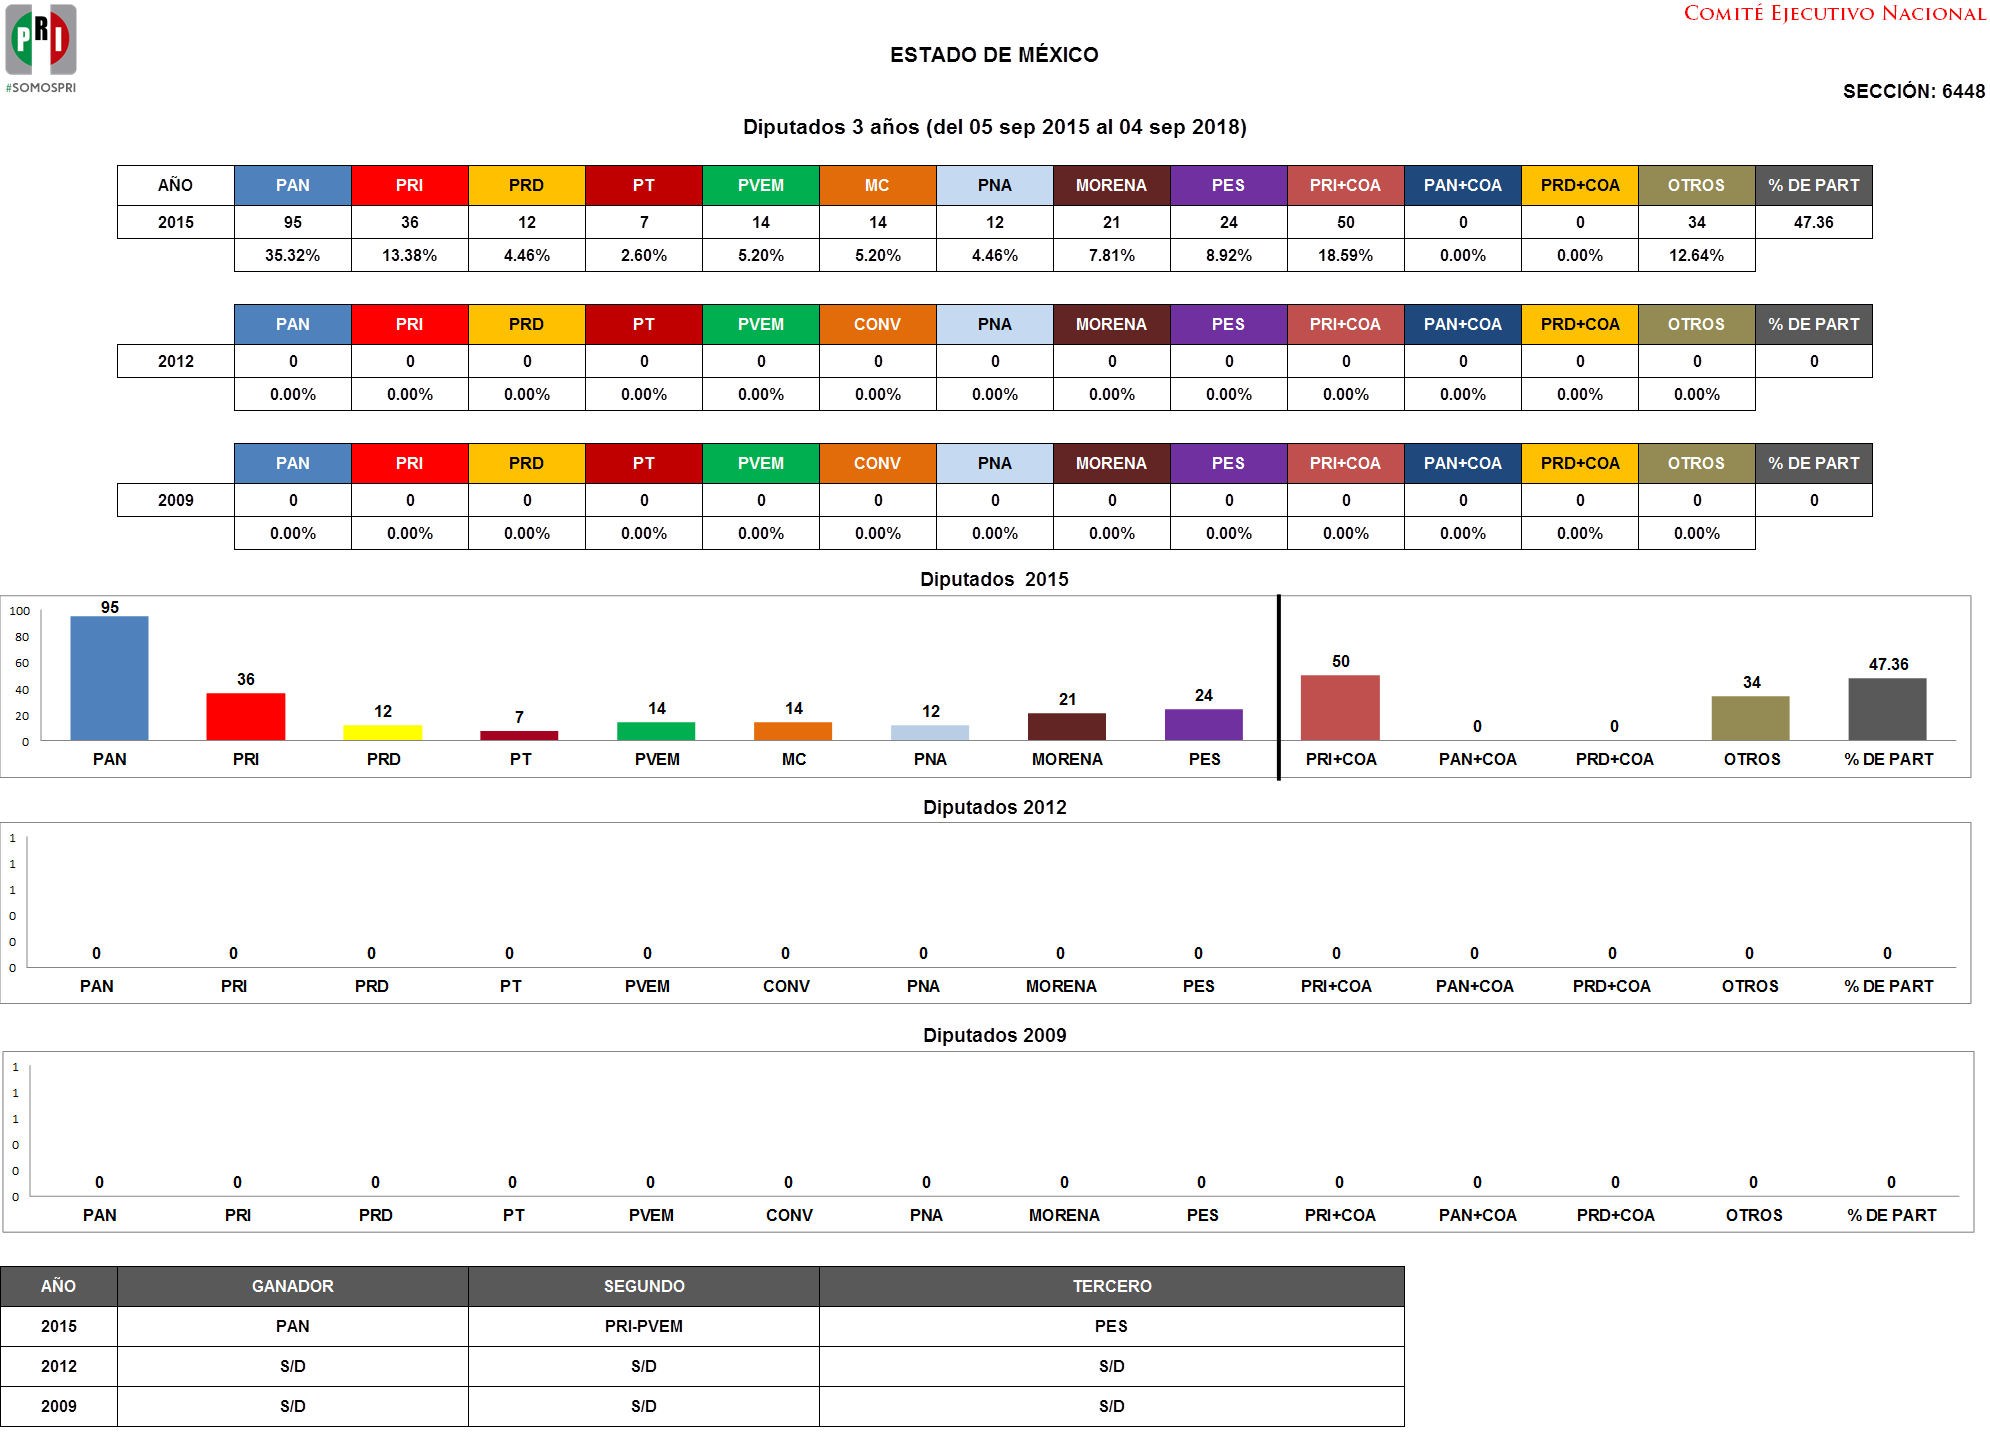 PRI
#SOMOSPRI
COMITÉ EJECUTIVO NACIONAL
ESTADO DE MÉXICO
SECCIÓN: 6448
Diputados 3 años (del 05 sep 2015 al 04 sep 2018)
AÑO PAN PRI PRD PT PVEM MC PNA MORENA PES PRI+COA PAN+COA PRD+COA OTROS % DE PART
2015 95 36 12 7 14 14 12 21 24 50 0 0 34 47.36
35.32% 13.38% 4.46% 2.60% 5.20% 5.20% 4.46% 7.81% 8.92% 18.59% 0.00% 0.00% 12.64%
PAN PRI PRD PT PVEM CONV PNA MORENA PES PRI+COA PAN+COA PRD+COA OTROS % DE PART
2012 0 0 0 0 0 0 0 0 0 0 0 0 0 0
0.00% 0.00% 0.00% 0.00% 0.00% 0.00% 0.00% 0.00% 0.00% 0.00% 0.00% 0.00% 0.00%
PAN PRI PRD PT PVEM CONV PNA MORENA PES PRI+COA PAN+COA PRD+COA OTROS % DE PART
2009 0 0 0 0 0 0 0 0 0 0 0 0 0 0
0.00% 0.00% 0.00% 0.00% 0.00% 0.00% 0.00% 0.00% 0.00% 0.00% 0.00% 0.00% 0.00%
Diputados 2015
100
80
60
40
20
0
95 36 12 7 14 14 12 21 24 50 0 0 34 47.36
PAN PRI PRD PT PVEM MC PNA MORENA PES PRI+COA PAN+COA PRD+COA OTROS % DE PART
Diputados 2012
1
1
1
0
0
0
0 0 0 0 0 0 0 0 0 0 0 0 0 0
PAN PRI PRD PT PVEM CONV PNA MORENA PES PRI+COA PAN+COA PRD+COA OTROS % DE PART
Diputados 2009
1
1
1
0
0
0
0 0 0 0 0 0 0 0 0 0 0 0 0 0
PAN PRI PRD PT PVEM CONV PNA MORENA PES PRI+COA PAN+COA PRD+COA OTROS % DE PART
AÑO GANADOR SEGUNDO TERCERO
2015 PAN PRI-PVEM PES
2012 S/D S/D S/D
2009 S/D S/D S/D